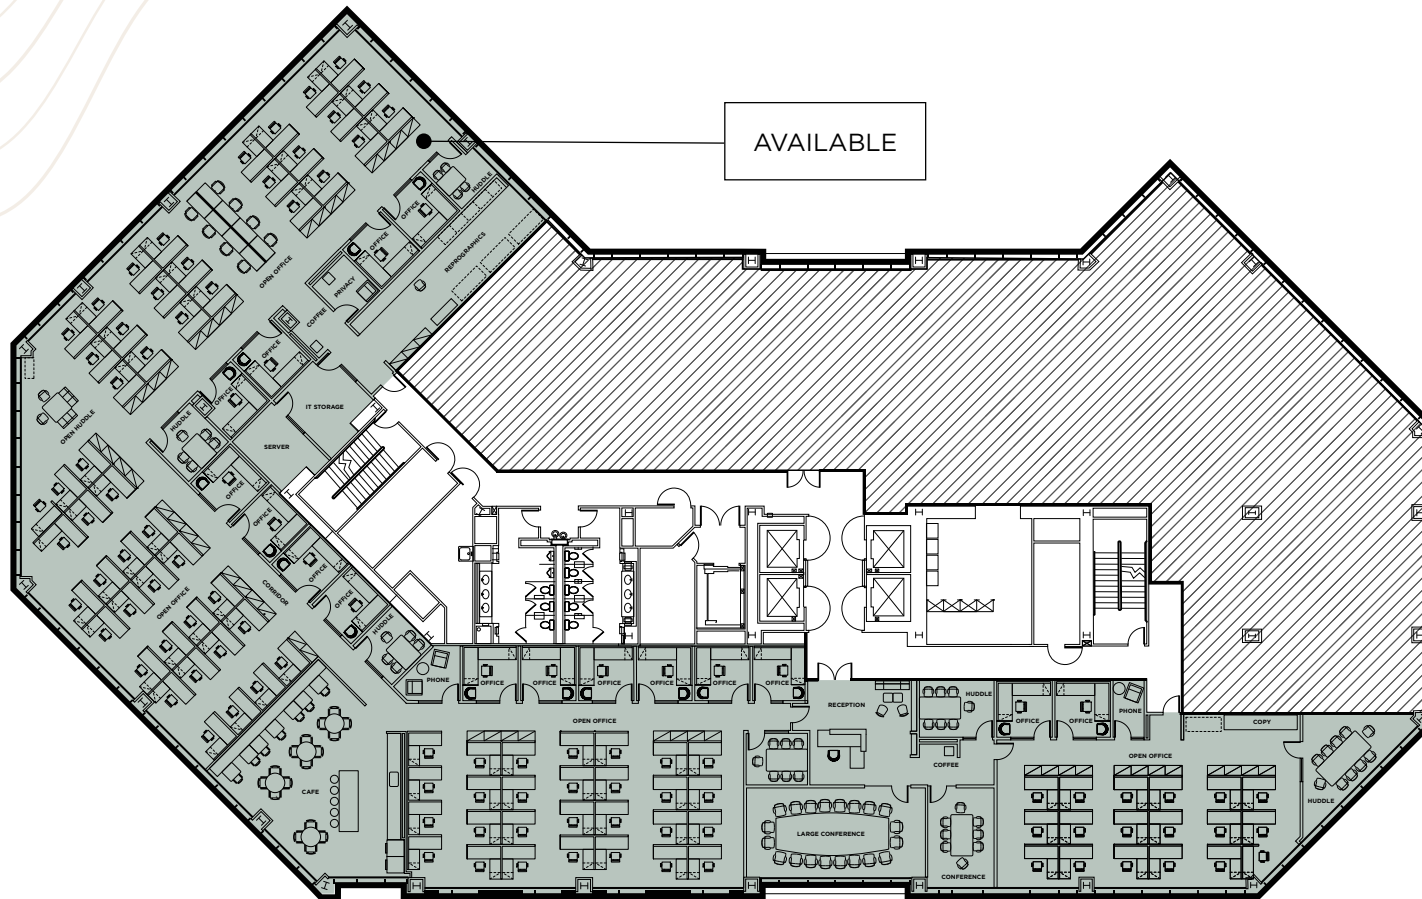 AVAILABLE
HUDDLE
OFFICE
OFFICE
REPROGRAPHICS
OPEN OFFICE
PRIVACY
COFFEE
OFFICE
OFFICE
IT STORAGE
OPEN HUDDLE
HUDDLE
SERVER
OFFICE
OFFICE
OFFICE
CORRIDOR
OPEN OFFICE
OFFICE
HUDDLE
PHONE
OFFICE
OFFICE
OFFICE
OFFICE
OFFICE
OFFICE
RECEPTION
HUDDLE
OFFICE
OFFICE
PHONE
OPEN OFFICE
COPY
OPEN OFFICE
COFFEE
CAFE
HUDDLE
LARGE CONFERENCE
CONFERENCE